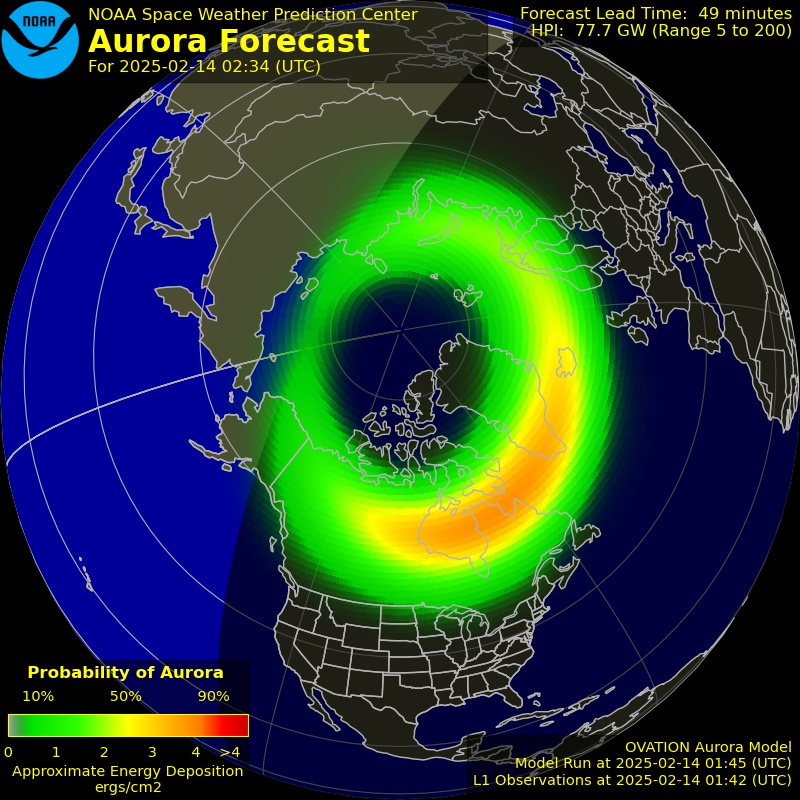 NOAA
NOAA Space Weather Prediction Center
Aurora Forecast
For 2025-02-14 02:34 (UTC)
Forecast Lead Time: 49 minutes
HPI: 77.7 GW (Range 5 to 200)
Probability of Aurora
10% 50% 90%
0 1 2 3 4 >4
Approximate Energy Deposition
ergs/cm2
OVATION Aurora Model
Model Run at 2025-02-14 01:45 (UTC)
L1 Observations at 2025-02-14 01:42 (UTC)